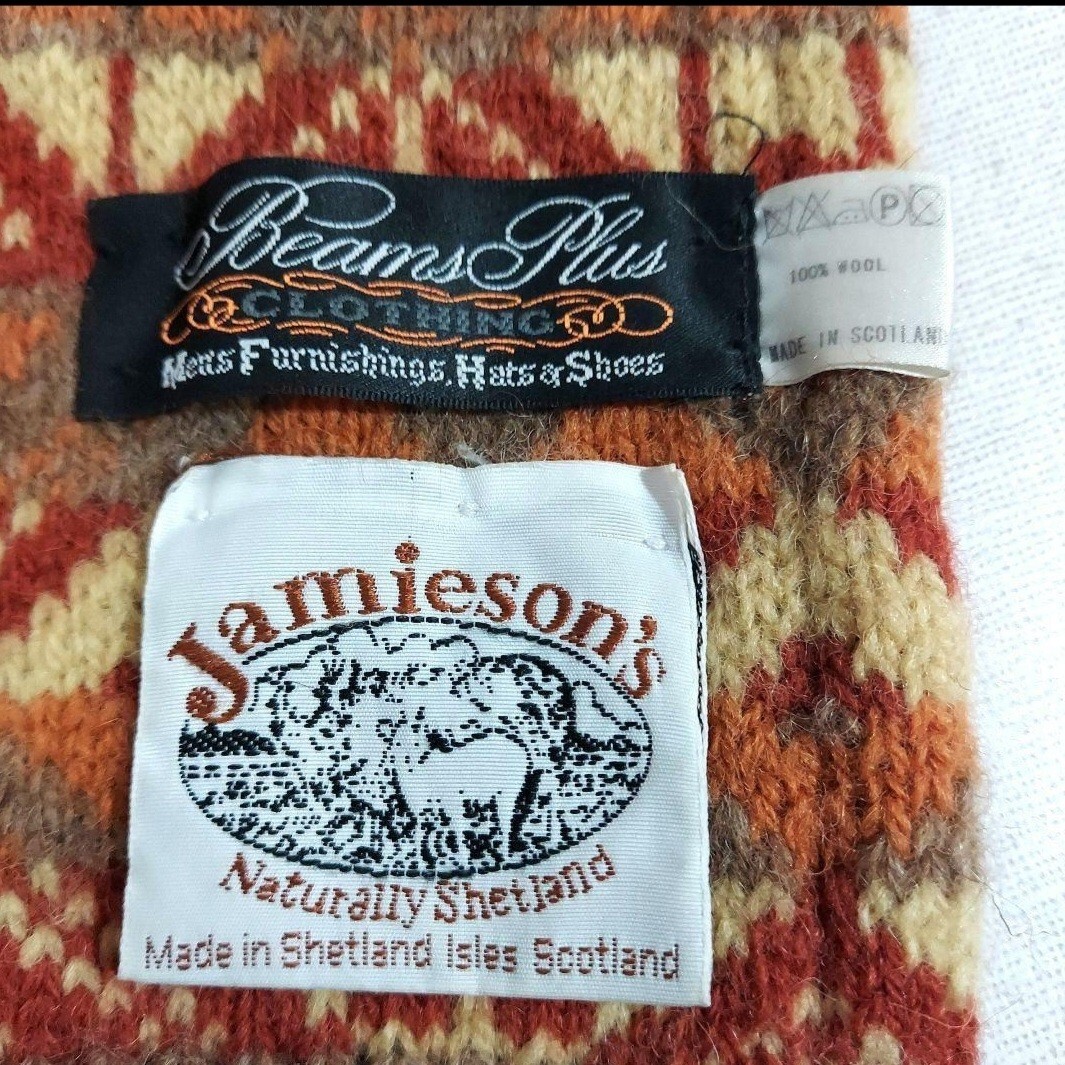 Beams Plus
CLOTHING
Men's Furnishings, Hats & Shoes
P
100% WOOL
MADE IN SCOTLAND
Jamieson's
Naturally Shetland
Made in Shetland Isles Scotland